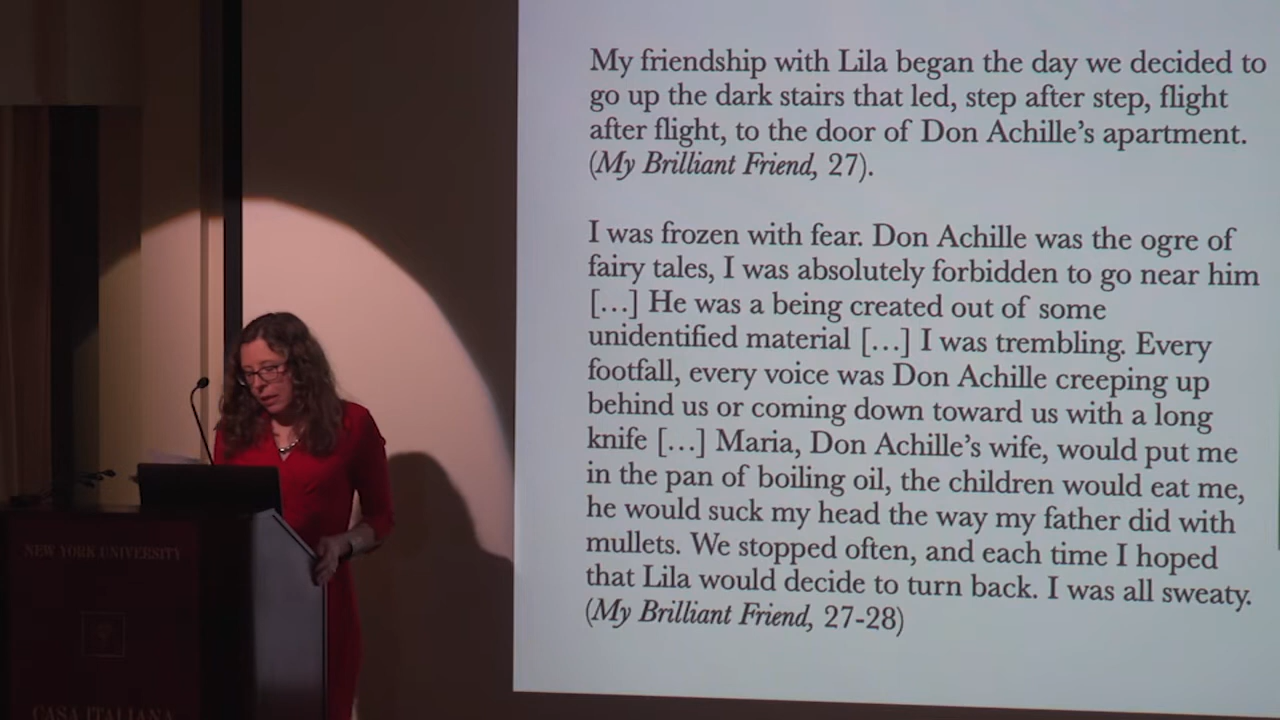 My friendship with Lila began the day we decided to
go up the dark stairs that led, step after step, flight
after flight, to the door of Don Achille's apartment.
(My Brilliant Friend, 27).
I was frozen with fear. Don Achille was the ogre of
fairy tales, I was absolutely forbidden to go near him
[…] He was a being created out of some
unidentified material […] I was trembling. Every
footfall, every voice was Don Achille creeping up
behind us or coming down toward us with a long
knife […] Maria, Don Achille's wife, would put me
in the pan of boiling oil, the children would eat me,
he would suck my head the way my father did with
mullets. We stopped often, and each time I hoped
that Lila would decide to turn back. I was all sweaty.
(My Brilliant Friend, 27-28)
NEW YORK UNIVERSITY
CASA ITALIANA